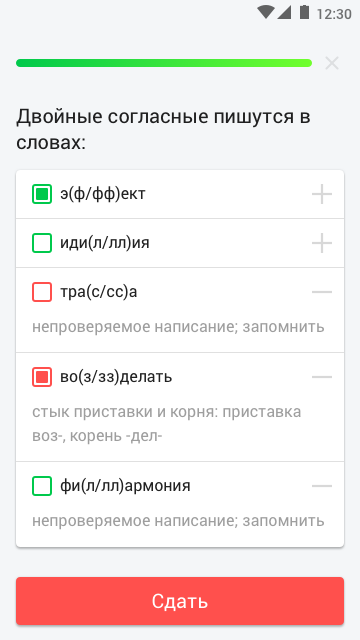 12:30
Двойные согласные пишутся в
словах:
э(ф/фф)ект
иди(л/лл)ия
тра(с/сс)а
непроверяемое написание; запомнить
во(з/зз)делать
стык приставки и корня: приставка
воз-, корень -дел-
фи(л/лл)армония
непроверяемое написание; запомнить
Сдать